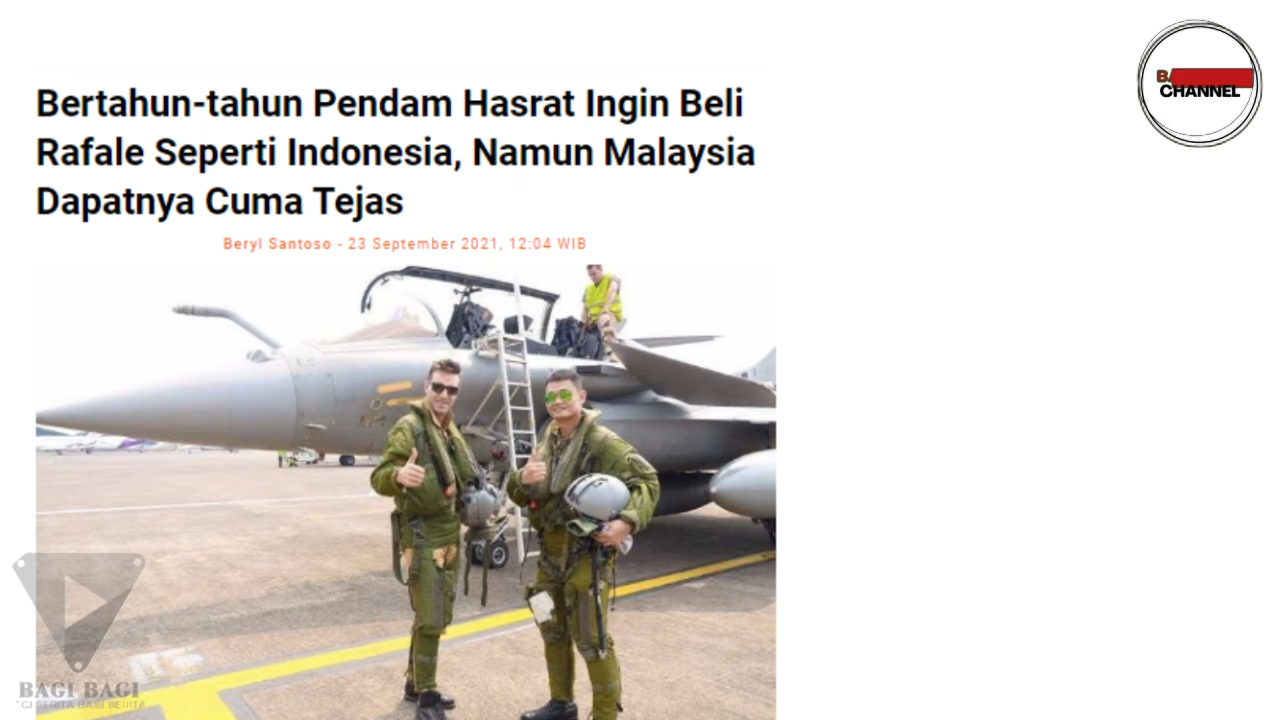 Bertahun-tahun Pendam Hasrat Ingin Beli
Rafale Seperti Indonesia, Namun Malaysia
Dapatnya Cuma Tejas
Beryl Santoso - 23 September 2021, 12:04 WIB
CHANNEL
BAGI BAGI